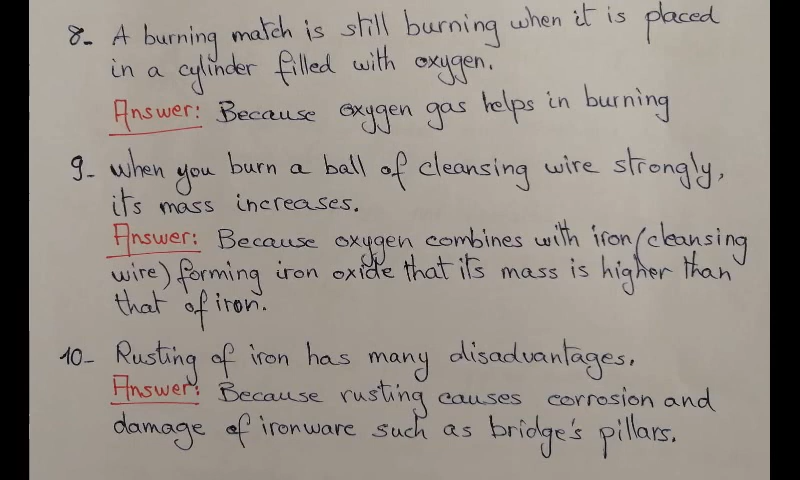 8- A burning match is still burning when it is placed
in a cylinder filled with oxygen.
Answer: Because oxygen gas helps in burning
9- When you burn a ball of cleansing wire strongly,
it's mass increases.
Answer: Because oxygen combines with iron (cleansing
wire) forming iron oxide that it's mass is higher than
that of iron.
10- Rusting of iron has many disadvantages.
Answer: Because rusting causes corrosion and
damage of ironware such as bridge's pillars.